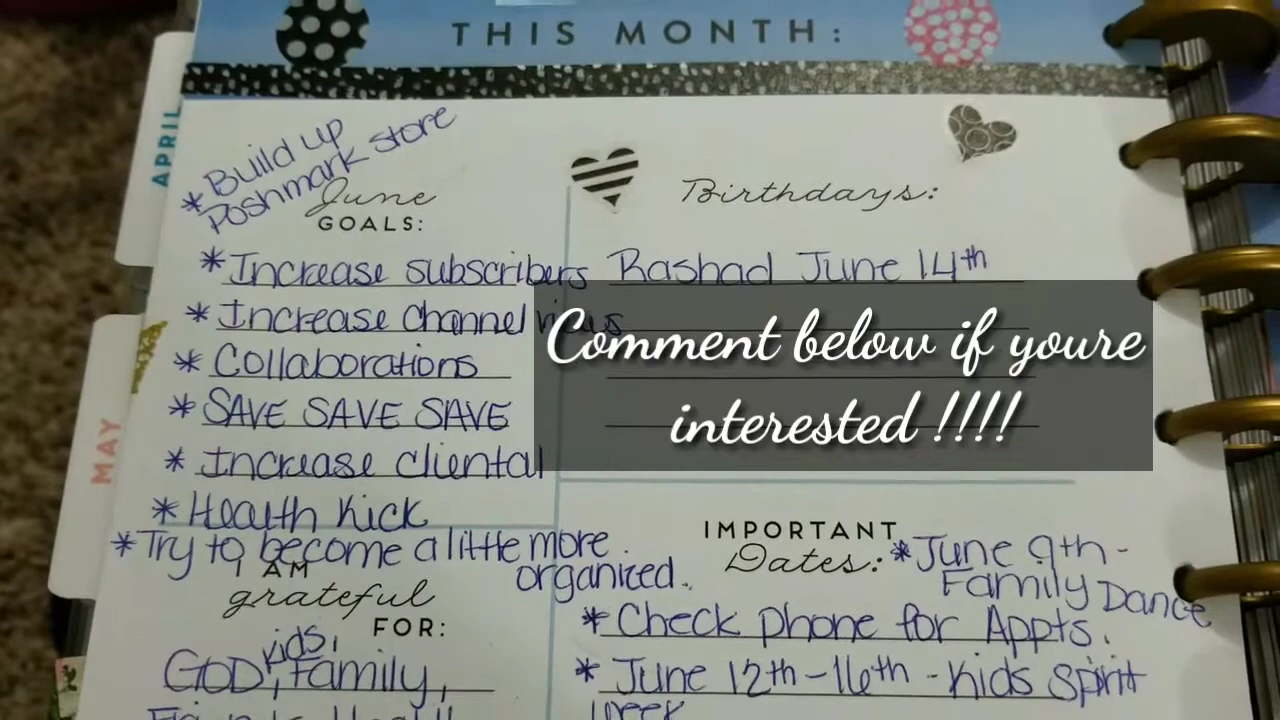 THIS MONTH:
APRIL
MAY
* Build up
Poshmark store
June
GOALS:
* Increase subscribers
* Increase Channel
* Collaborations
* SAVE SAVE SAVE
* Increase cliental
* Health Kick
* Try to become a little more
organized.
Birthdays:
Rashad June 14th
Comment below if youre
interested !!!!
I AM
grateful
FOR:
kids,
GOD, Family,
IMPORTANT
Dates:
* June 9th -
Family Dance
* Check phone for Appts.
* June 12th-16th - Kids Spirit
week